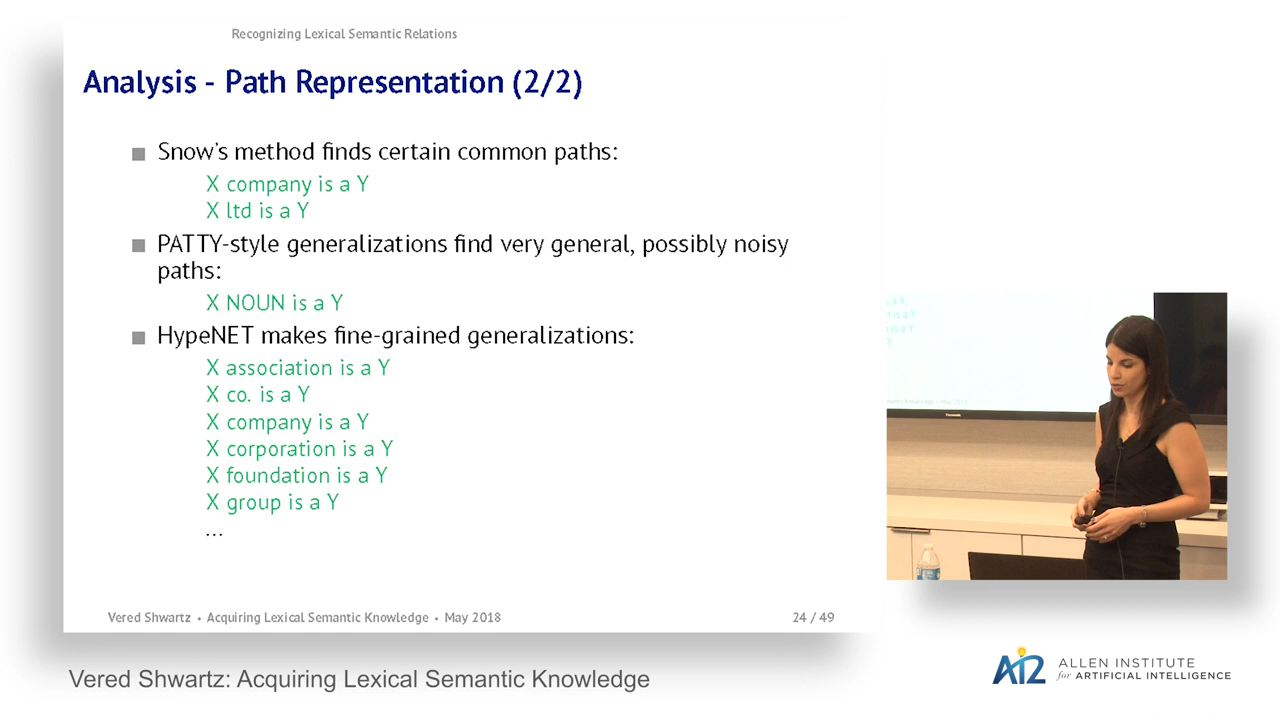 Recognizing Lexical Semantic Relations
Analysis - Path Representation (2/2)
Snow's method finds certain common paths:
X company is a Y
X ltd is a Y
PATTY-style generalizations find very general, possibly noisy
paths:
X NOUN is a Y
HypeNET makes fine-grained generalizations:
X association is a Y
X co. is a Y
X company is a Y
X corporation is a Y
X foundation is a Y
X group is a Y
...
Vered Shwartz • Acquiring Lexical Semantic Knowledge • May 2018
24 / 49
Vered Shwartz: Acquiring Lexical Semantic Knowledge
AI2
ALLEN INSTITUTE
for ARTIFICIAL INTELLIGENCE